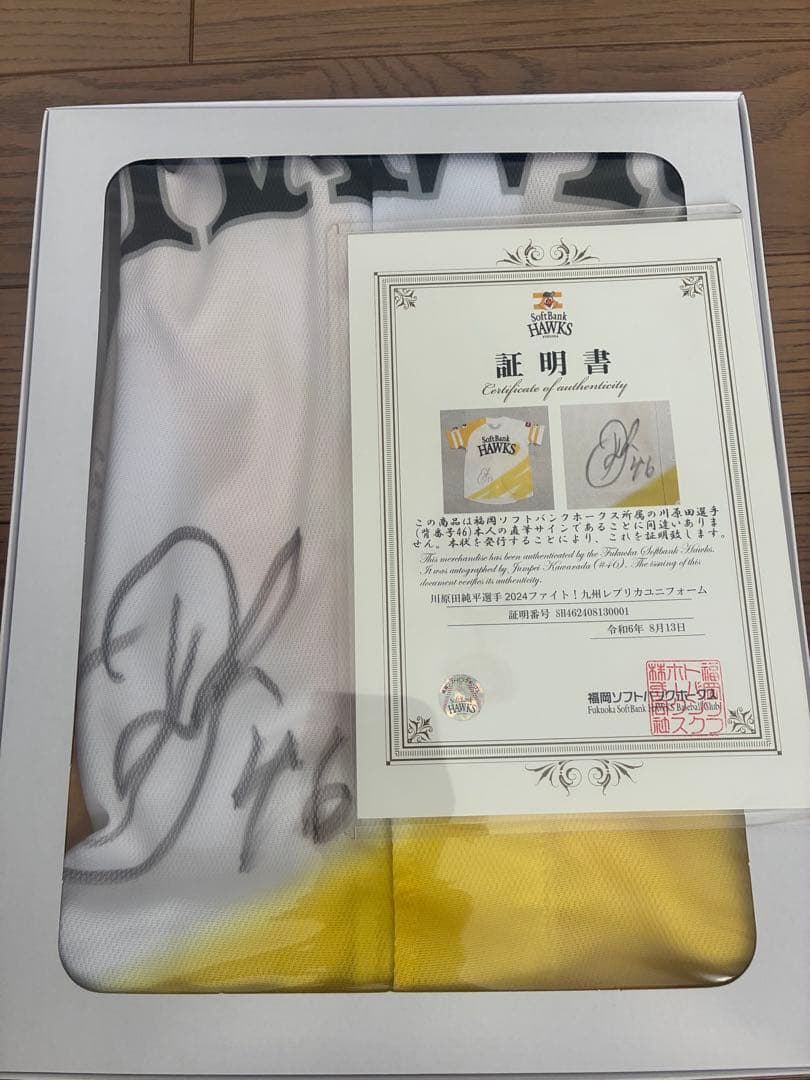 SoftBank
HAWKS
FUKUOKA
証明書
Certificate of authenticity
SoftBank
HAWKS
46
この商品は福岡ソフトバンクホークス所属の川原田選手
(背番号46)本人の直筆サインであることに間違いありま
せん。本状を発行することにより、これを証明致します。
This merchandise has been authenticated by the Fukuoka Softbank Hawks.
It was autographed by Jumpei Kawarada (#46). The issuing of this
document verifies its authenticity.
川原田純平選手 2024ファイト!九州レプリカユニフォーム
証明番号 SH462408130001
令和6年 8月13日
HAWKS
福岡ソフトバンクホークス
Fukuoka SoftBank HAWKS Baseball Club
46